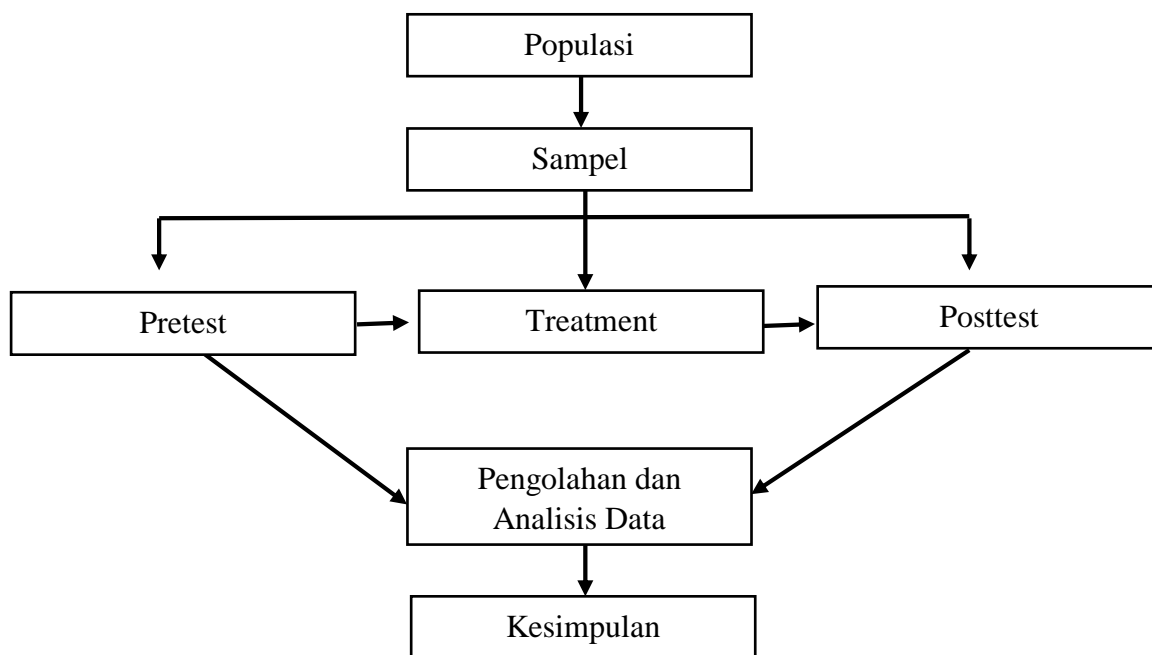 Populasi
Sampel
Pretest
Treatment
Posttest
Pengolahan dan
Analisis Data
Kesimpulan